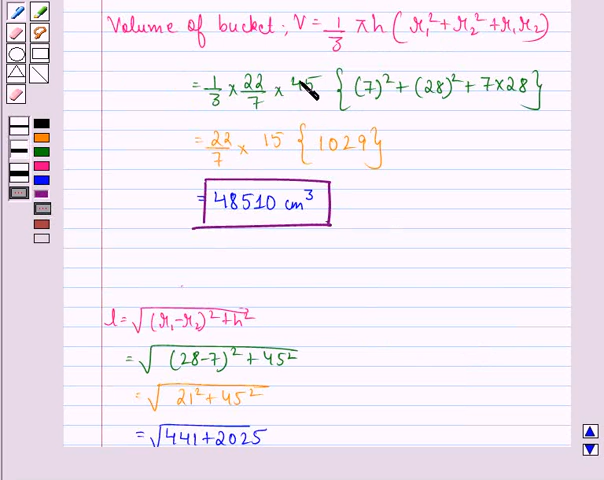 Volume of bucket; V = 1/3 πh (r₁² + r₂² + r₁r₂)
= 1/3 × 22/7 × 45 { (7)² + (28)² + 7 × 28 }
= 22/7 × 15 { 1029 }
= 48510 cm³
l = √(r₁ - r₂)² + h²
= √(28 - 7)² + 45²
= √21² + 45²
= √441 + 2025